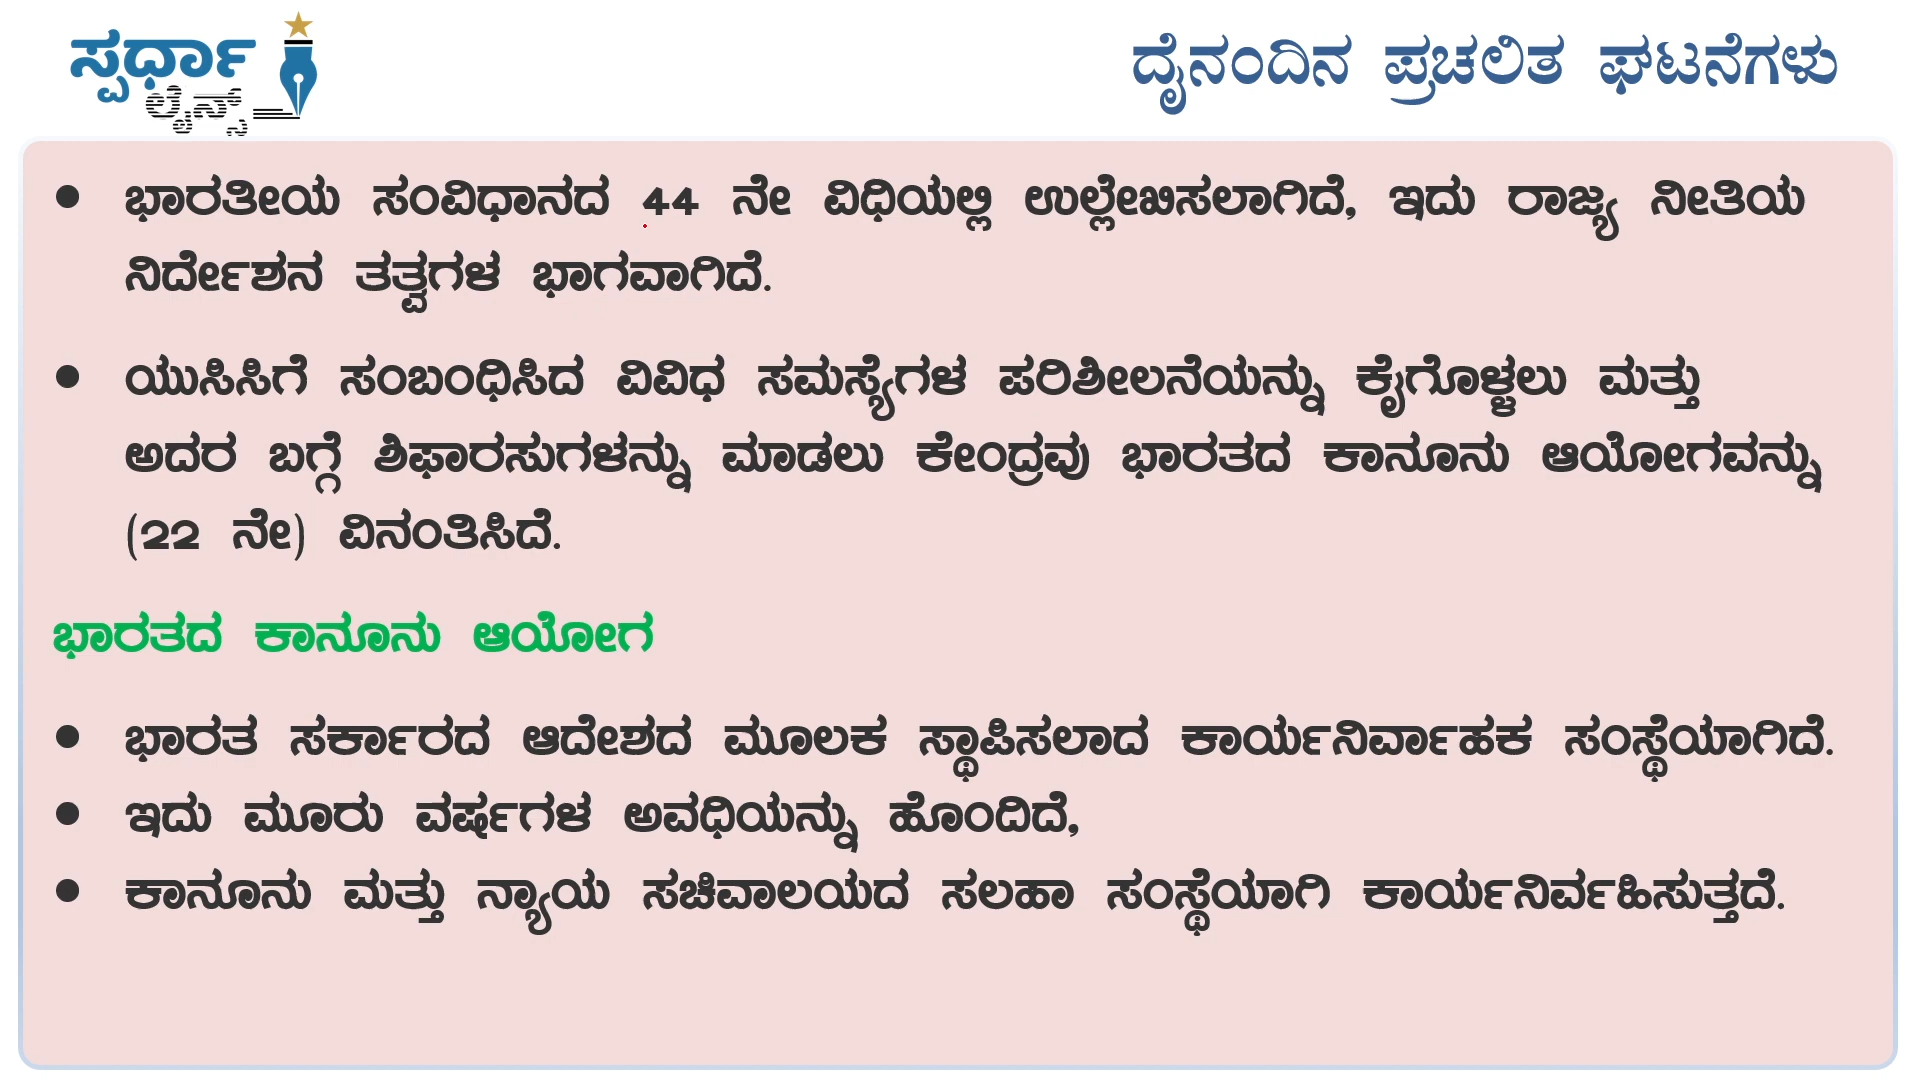 ಸ್ಪರ್ಧಾ
ಲೈನ್ಸ್
ದೈನಂದಿನ ಪ್ರಚಲಿತ ಘಟನೆಗಳು
• ಭಾರತೀಯ ಸಂವಿಧಾನದ 44 ನೇ ವಿಧಿಯಲ್ಲಿ ಉಲ್ಲೇಖಿಸಲಾಗಿದೆ, ಇದು ರಾಜ್ಯ ನೀತಿಯ
ನಿರ್ದೇಶನ ತತ್ವಗಳ ಭಾಗವಾಗಿದೆ.
• ಯುಸಿಸಿಗೆ ಸಂಬಂಧಿಸಿದ ವಿವಿಧ ಸಮಸ್ಯೆಗಳ ಪರಿಶೀಲನೆಯನ್ನು ಕೈಗೊಳ್ಳಲು ಮತ್ತು
ಅದರ ಬಗ್ಗೆ ಶಿಫಾರಸುಗಳನ್ನು ಮಾಡಲು ಕೇಂದ್ರವು ಭಾರತದ ಕಾನೂನು ಆಯೋಗವನ್ನು
(22 ನೇ) ವಿನಂತಿಸಿದೆ.
ಭಾರತದ ಕಾನೂನು ಆಯೋಗ
• ಭಾರತ ಸರ್ಕಾರದ ಆದೇಶದ ಮೂಲಕ ಸ್ಥಾಪಿಸಲಾದ ಕಾರ್ಯನಿರ್ವಾಹಕ ಸಂಸ್ಥೆಯಾಗಿದೆ.
• ಇದು ಮೂರು ವರ್ಷಗಳ ಅವಧಿಯನ್ನು ಹೊಂದಿದೆ,
• ಕಾನೂನು ಮತ್ತು ನ್ಯಾಯ ಸಚಿವಾಲಯದ ಸಲಹಾ ಸಂಸ್ಥೆಯಾಗಿ ಕಾರ್ಯನಿರ್ವಹಿಸುತ್ತದೆ.